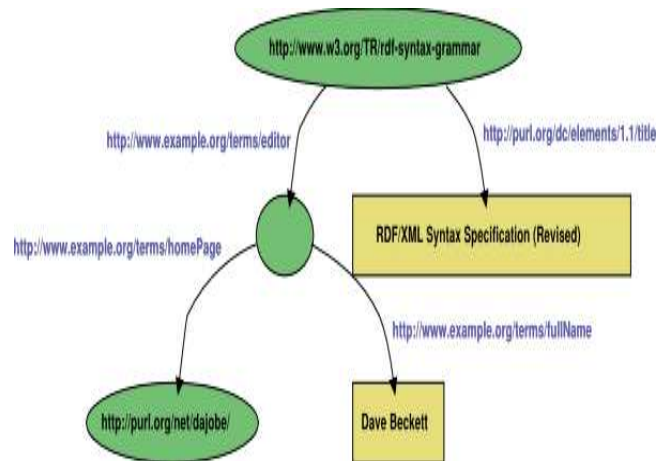 http://www.w3.org/TR/rdf-syntax-grammar
http://www.example.org/terms/editor
http://purl.org/dc/elements/1.1/title
RDF/XML Syntax Specification (Revised)
http://www.example.org/terms/homePage
http://www.example.org/terms/fullName
http://purl.org/net/dajobe/
Dave Beckett